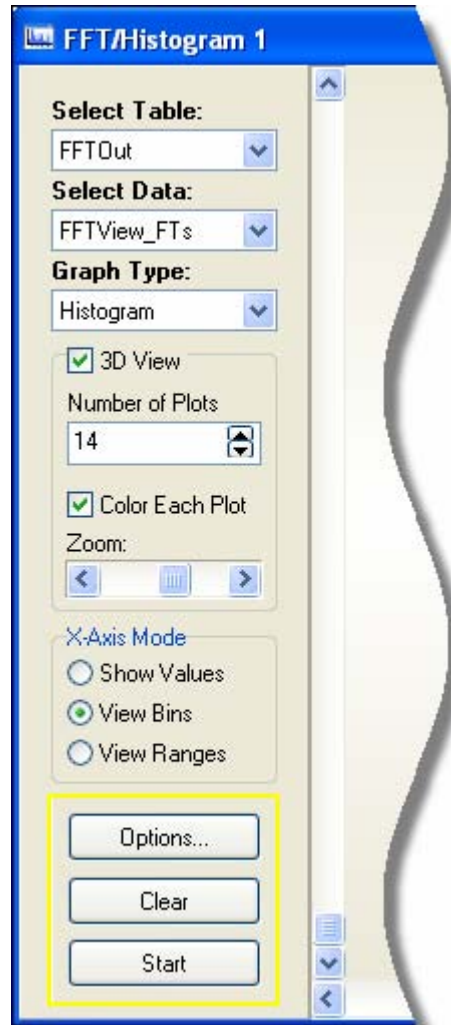 FFT/Histogram 1
Select Table:
FFTOut
Select Data:
FFTView_FTs
Graph Type:
Histogram
3D View
Number of Plots
14
Color Each Plot
Zoom:
X-Axis Mode
Show Values
View Bins
View Ranges
Options...
Clear
Start